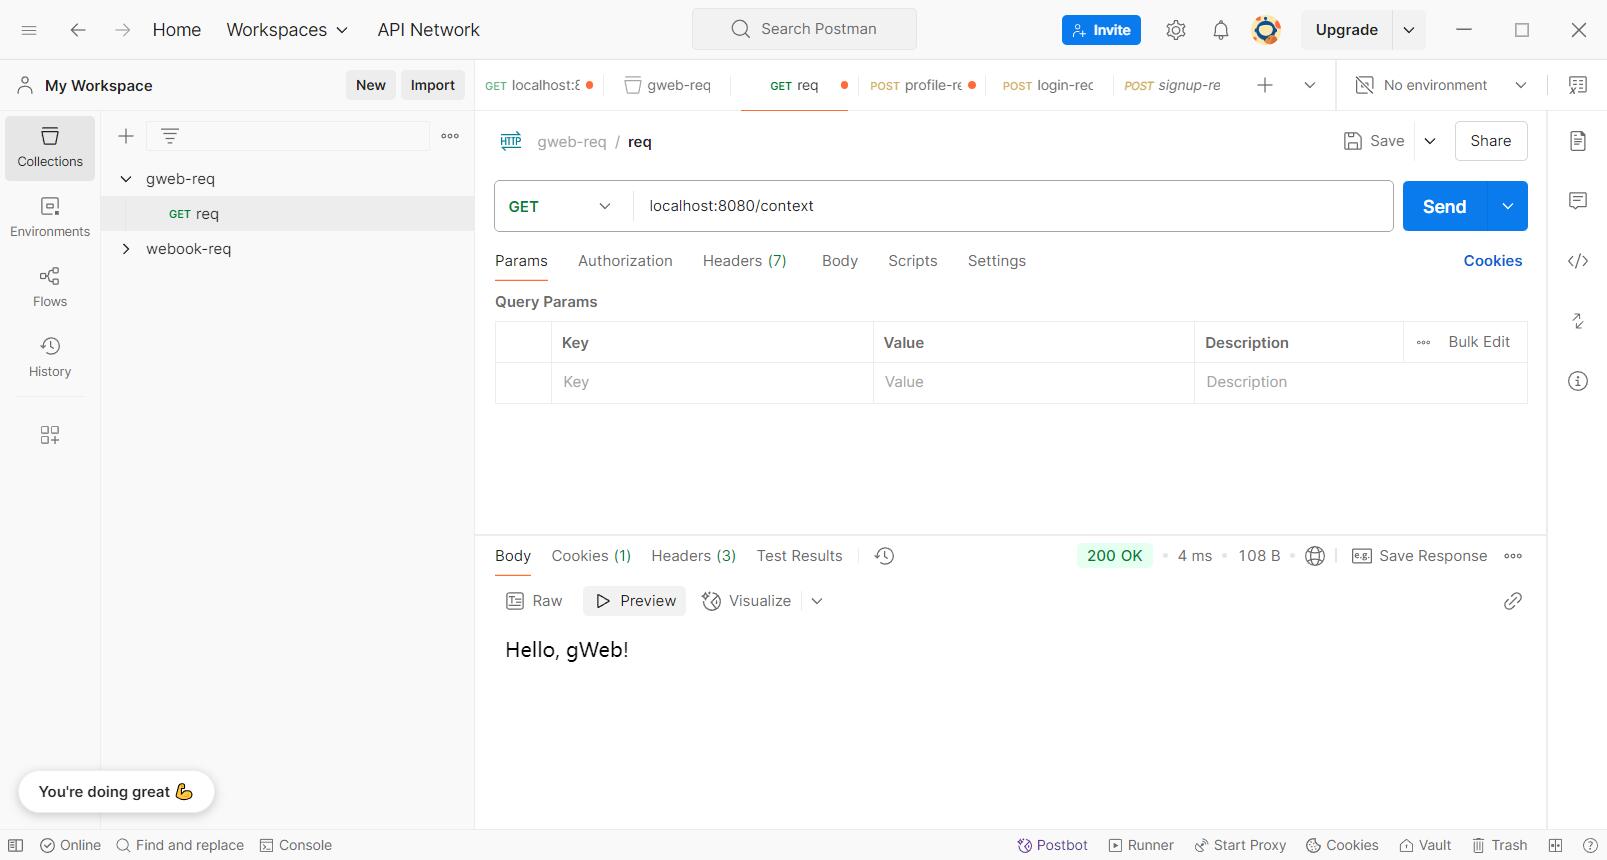 Home Workspaces API Network Search Postman Invite Upgrade
My Workspace New Import
GET localhost:8 gweb-req GET req POST profile-re POST login-rec POST signup-re No environment
Collections
Environments
Flows
History
gweb-req
GET req
webook-req
HTTP gweb-req / req Save Share
GET localhost:8080/context Send
Params Authorization Headers (7) Body Scripts Settings Cookies
Query Params
Key Value Description Bulk Edit
Key Value Description
Body Cookies (1) Headers (3) Test Results 200 OK 4 ms 108 B e.g. Save Response
Raw Preview Visualize
Hello, gWeb!
You're doing great 💪
Online Find and replace Console Postbot Runner Start Proxy Cookies Vault Trash